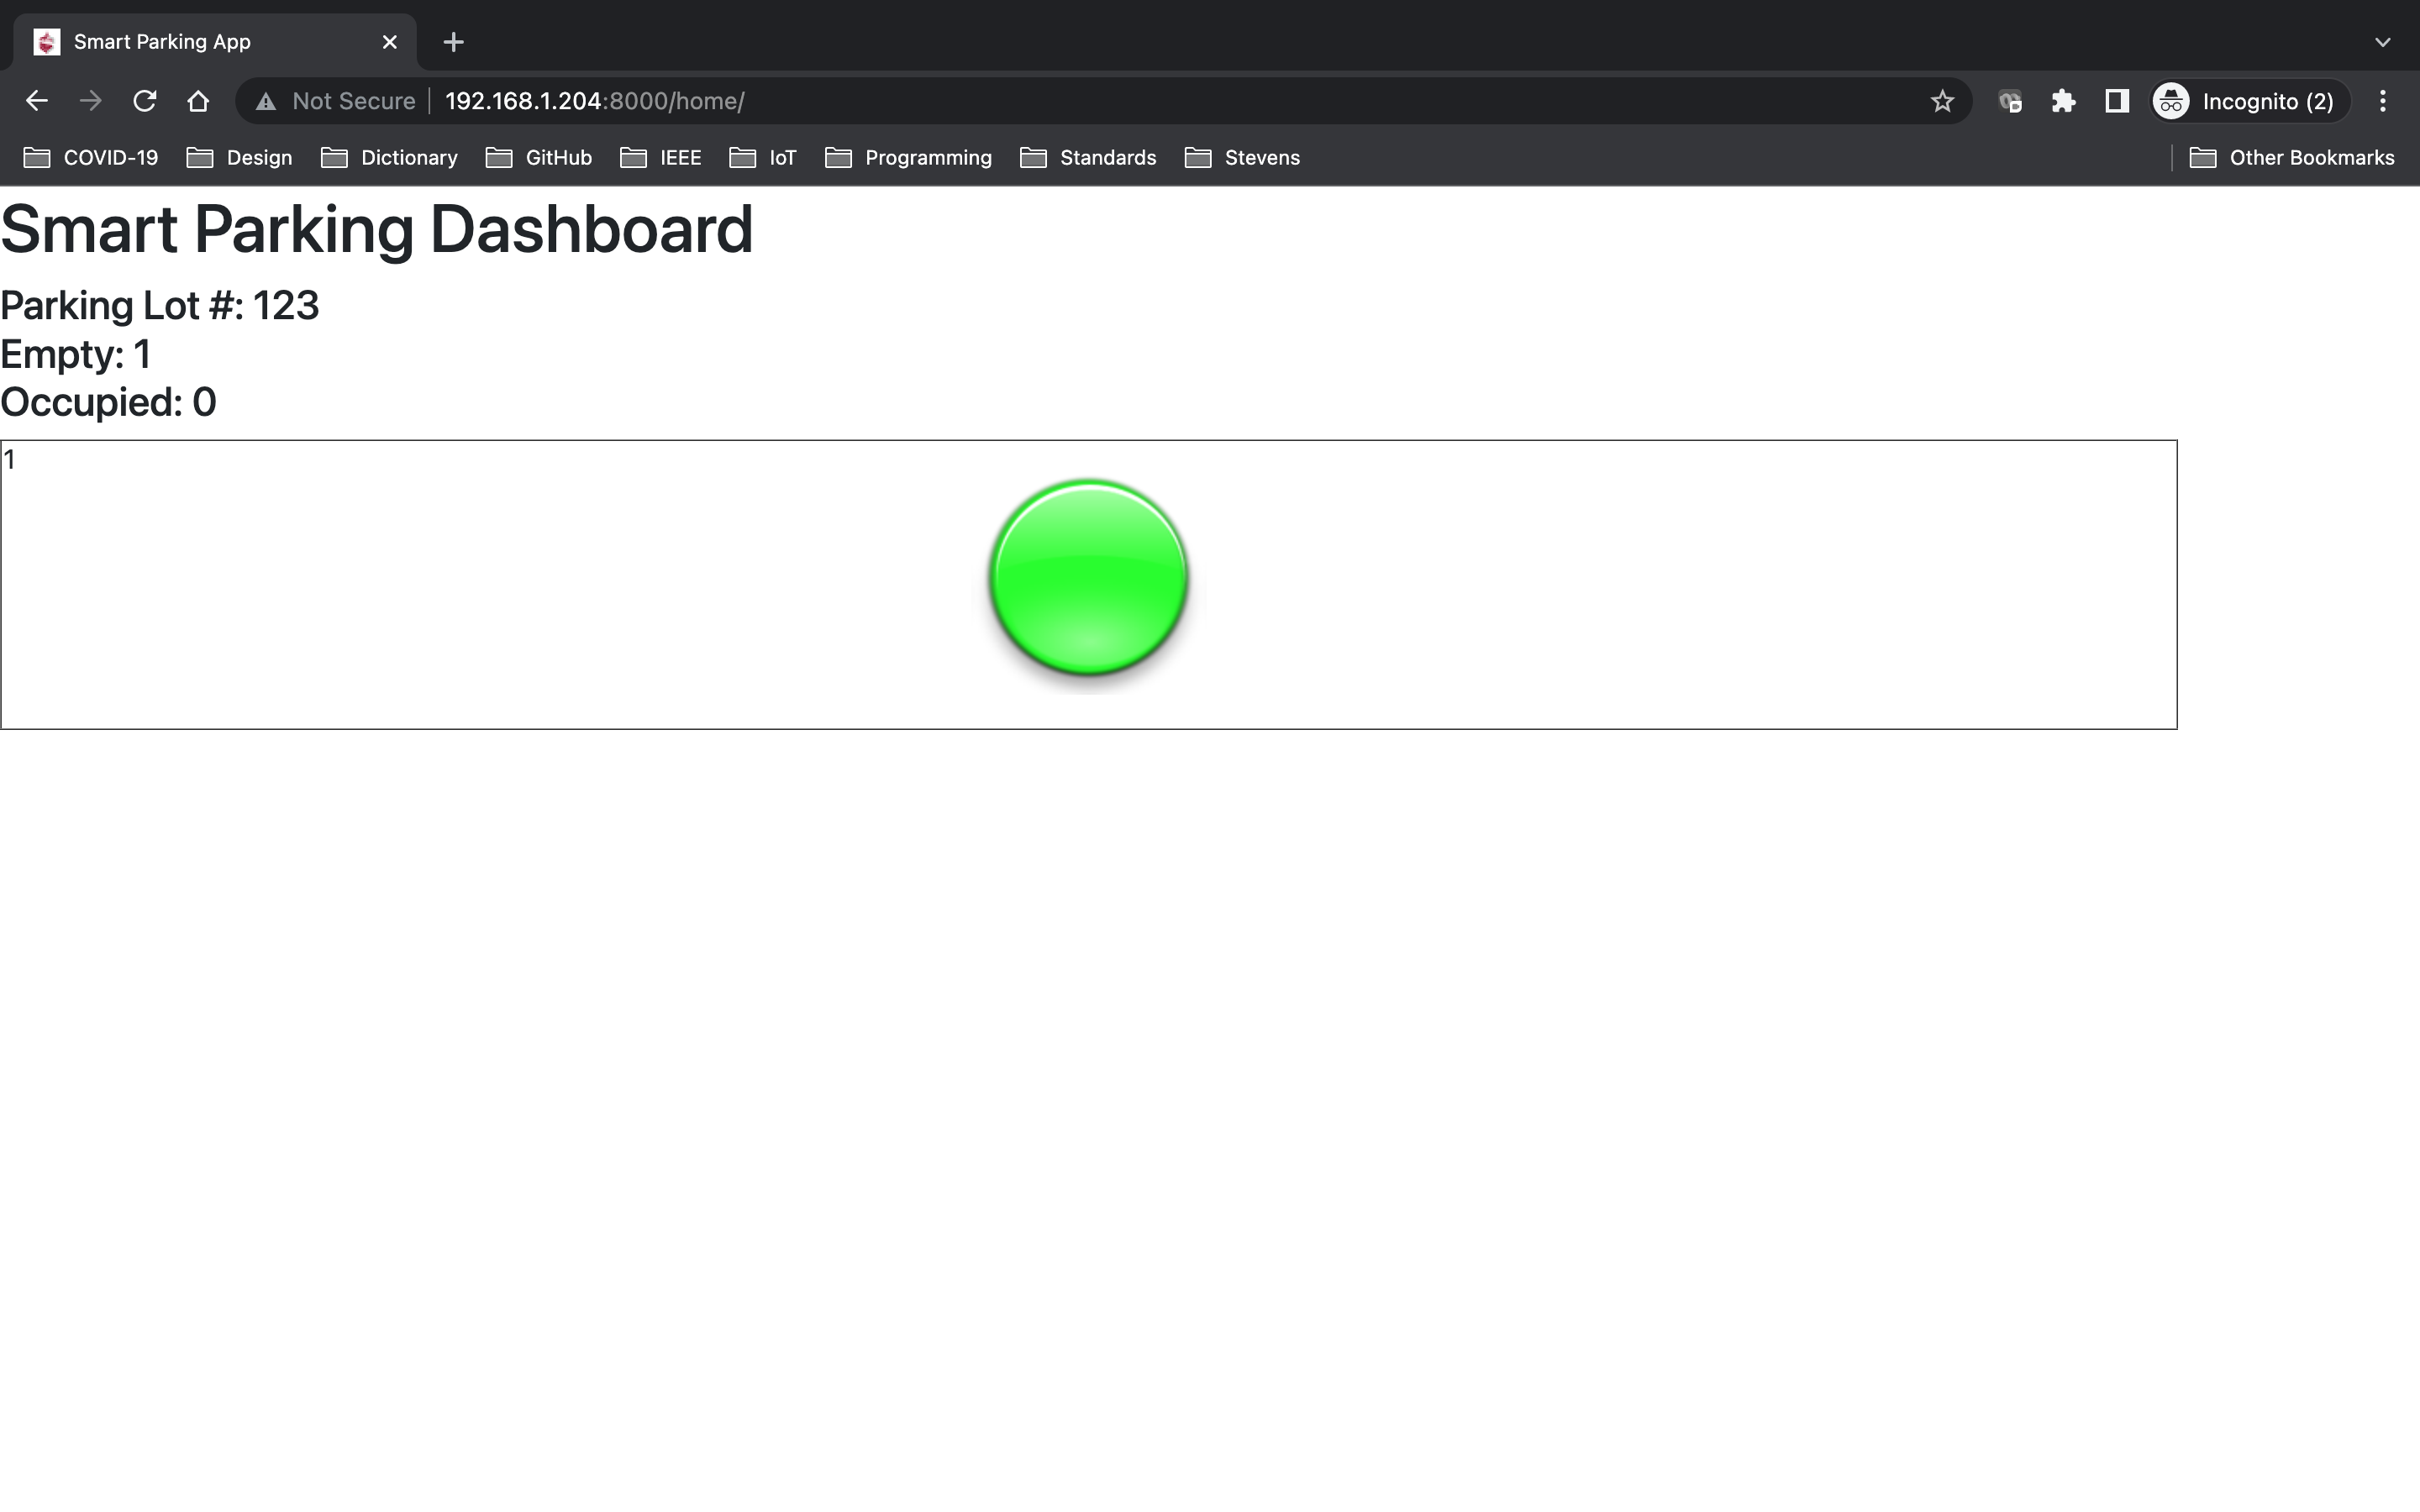 Smart Parking App
Not Secure 192.168.1.204:8000/home/ Incognito (2)
COVID-19 Design Dictionary GitHub IEEE IoT Programming Standards Stevens Other Bookmarks
Smart Parking Dashboard
Parking Lot #: 123
Empty: 1
Occupied: 0
1